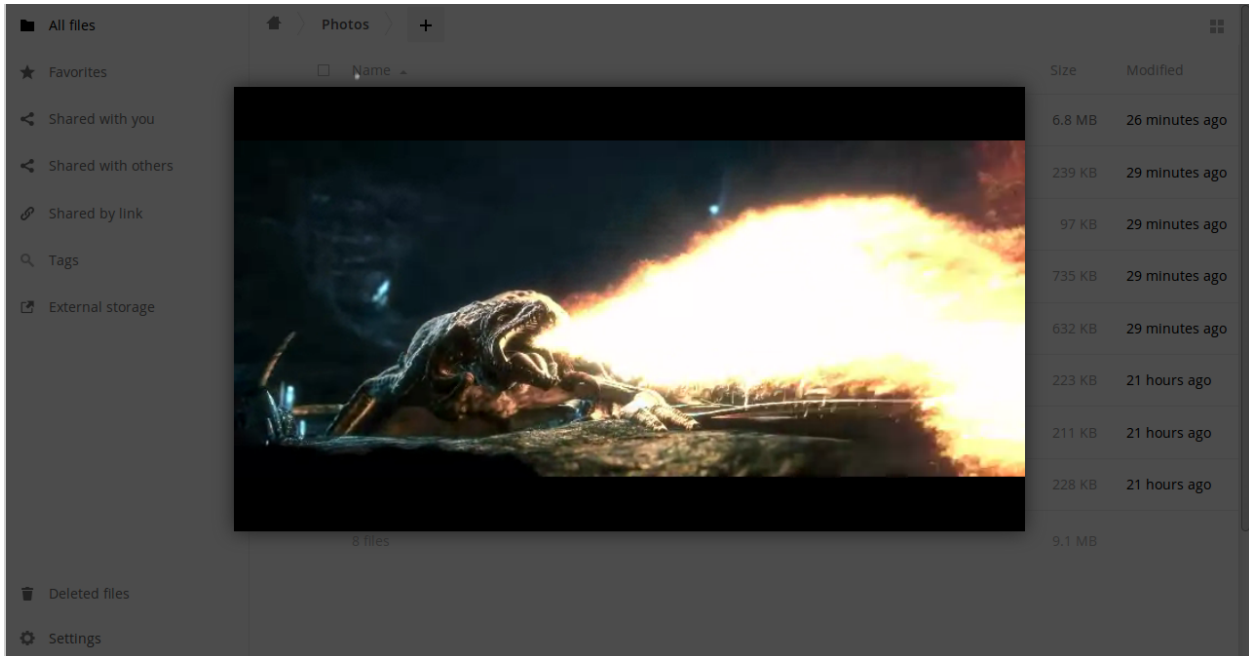 All files
Photos +
Favorites
Name Size Modified
Shared with you
6.8 MB 26 minutes ago
Shared with others
239 KB 29 minutes ago
Shared by link
97 KB 29 minutes ago
Tags
735 KB 29 minutes ago
External storage
632 KB 29 minutes ago
223 KB 21 hours ago
211 KB 21 hours ago
228 KB 21 hours ago
8 files 9.1 MB
Deleted files
Settings